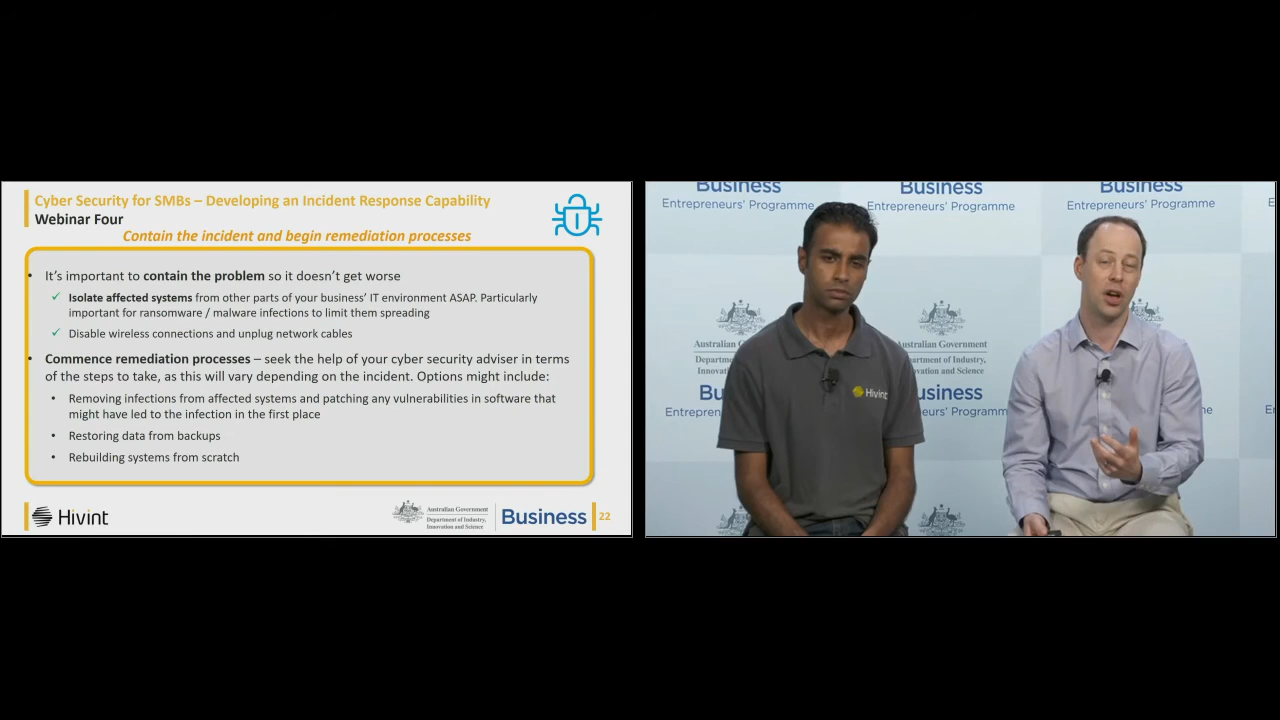 Cyber Security for SMBs – Developing an Incident Response Capability
Webinar Four
Contain the incident and begin remediation processes
• It's important to contain the problem so it doesn't get worse
✓ Isolate affected systems from other parts of your business' IT environment ASAP. Particularly
important for ransomware / malware infections to limit them spreading
✓ Disable wireless connections and unplug network cables
• Commence remediation processes – seek the help of your cyber security adviser in terms
of the steps to take, as this will vary depending on the incident. Options might include:
• Removing infection from affected systems and patching any vulnerabilities in software that
might have led to the infection in the first place
• Restoring data from backups
• Rebuilding systems from scratch
Hivint
Australian Government
Department of Industry,
Innovation and Science
Business
22
Business
Entrepreneurs' Programme
Business
Entrepreneurs' Programme
Business
Entrepreneurs' Programme
Australian Government
Hivint